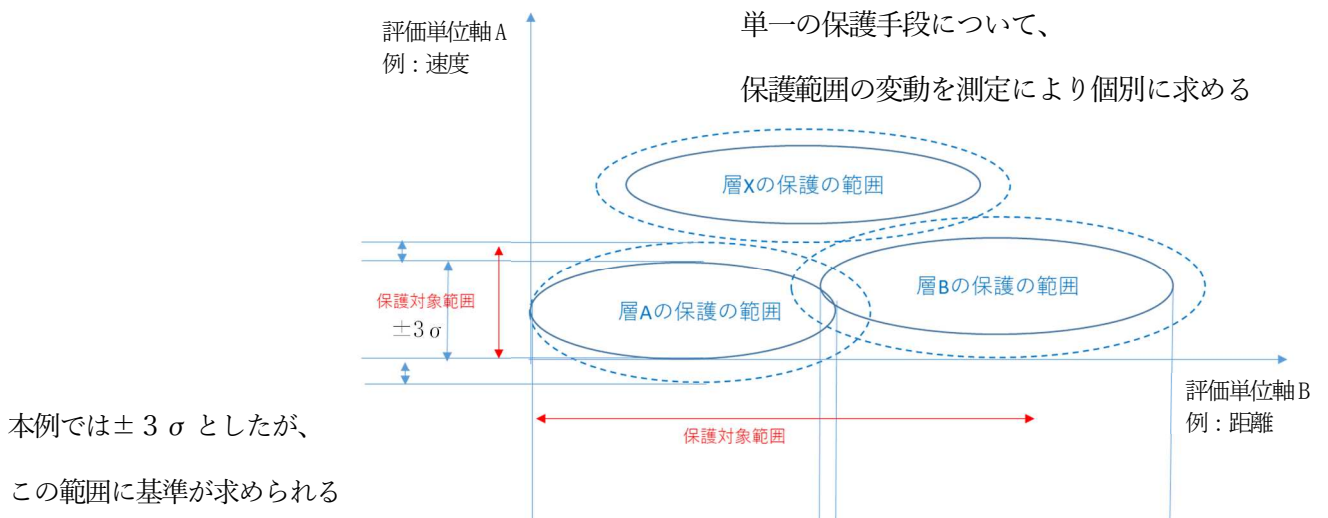 評価単位軸A
例：速度
単一の保護手段について、
保護範囲の変動を測定により個別に求める
層Xの保護の範囲
層Aの保護の範囲
層Bの保護の範囲
保護対象範囲
±3σ
保護対象範囲
評価単位軸B
例：距離
本例では±３σとしたが、
この範囲に基準が求められる